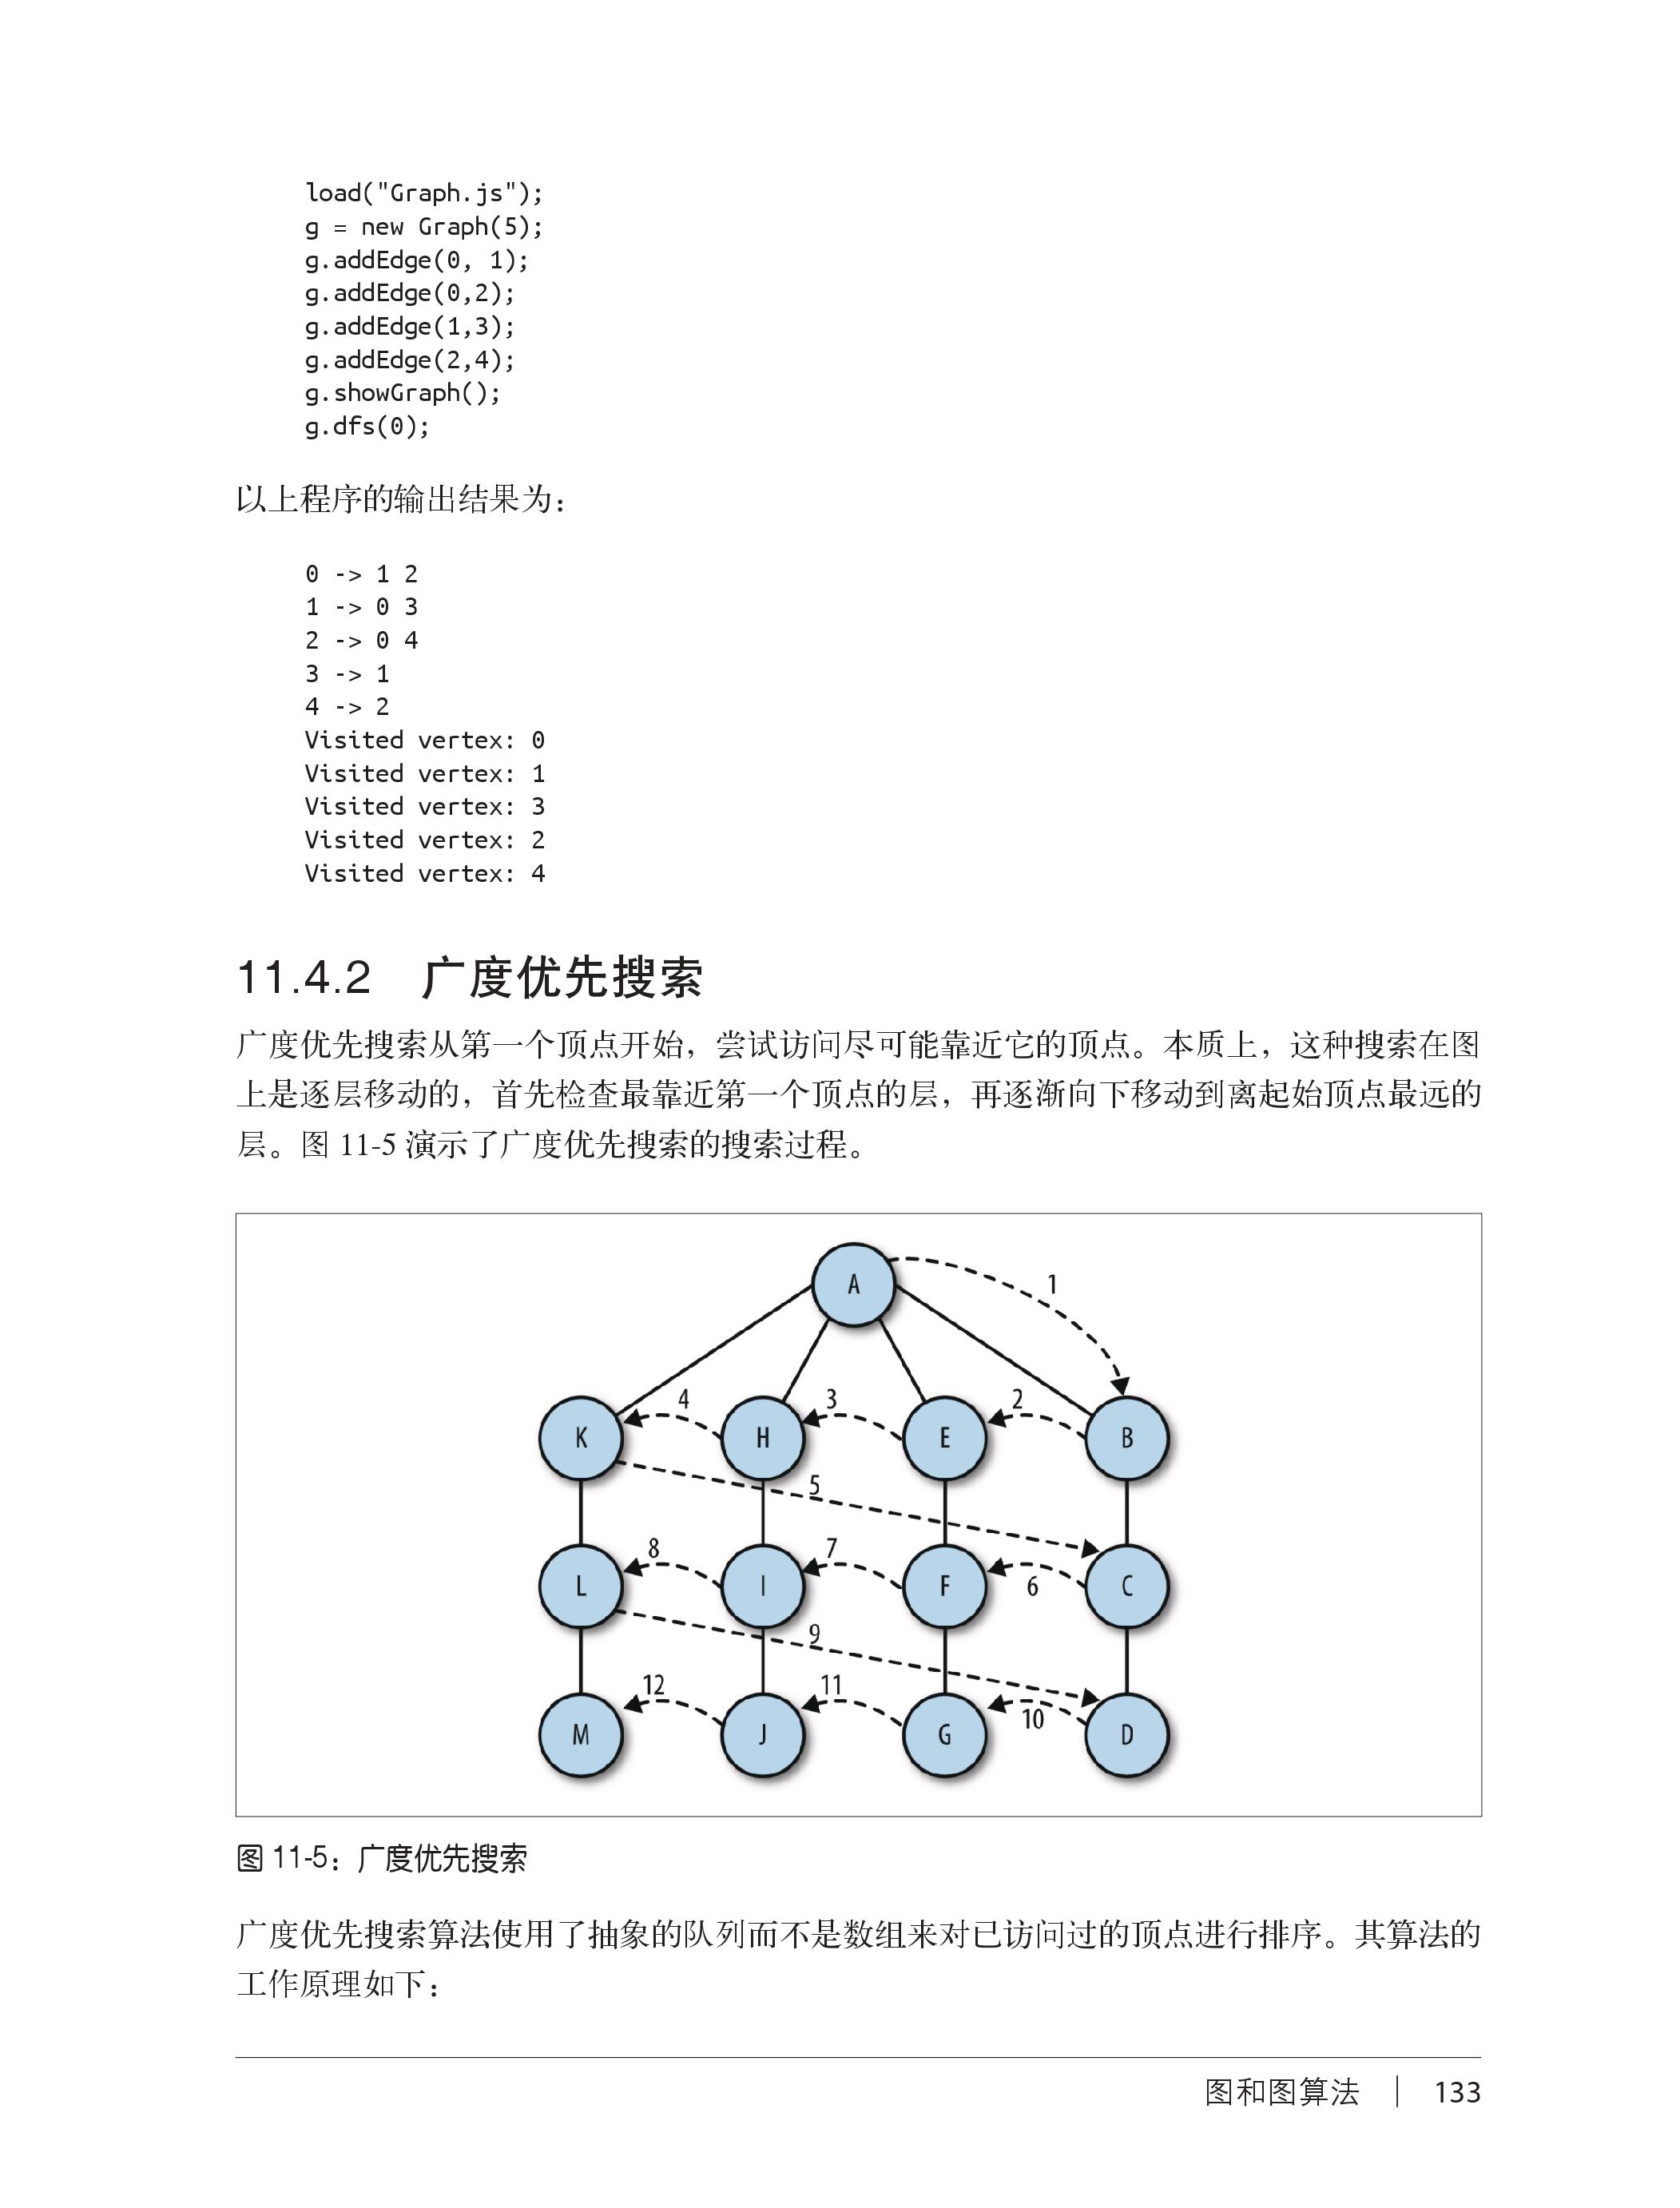 load("Graph.js");
g = new Graph(5);
g.addEdge(0, 1);
g.addEdge(0,2);
g.addEdge(1,3);
g.addEdge(2,4);
g.showGraph();
g.dfs(0);
以上程序的输出结果为：
0 -> 1 2
1 -> 0 3
2 -> 0 4
3 -> 1
4 -> 2
Visited vertex: 0
Visited vertex: 1
Visited vertex: 3
Visited vertex: 2
Visited vertex: 4
11.4.2 广度优先搜索
广度优先搜索从第一个顶点开始，尝试访问尽可能靠近它的顶点。本质上，这种搜索在图
上是逐层移动的，首先检查最靠近第一个顶点的层，再逐渐向下移动到离起始顶点最远的
层。图 11-5 演示了广度优先搜索的搜索过程。
A
1
4 3 2
K H E B
5
8 7
L I F 6 C
9
12 11
10
M J G D
图 11-5：广度优先搜索
广度优先搜索算法使用了抽象的队列而不是数组来对已访问过的顶点进行排序。其算法的
工作原理如下：
图和图算法 | 133